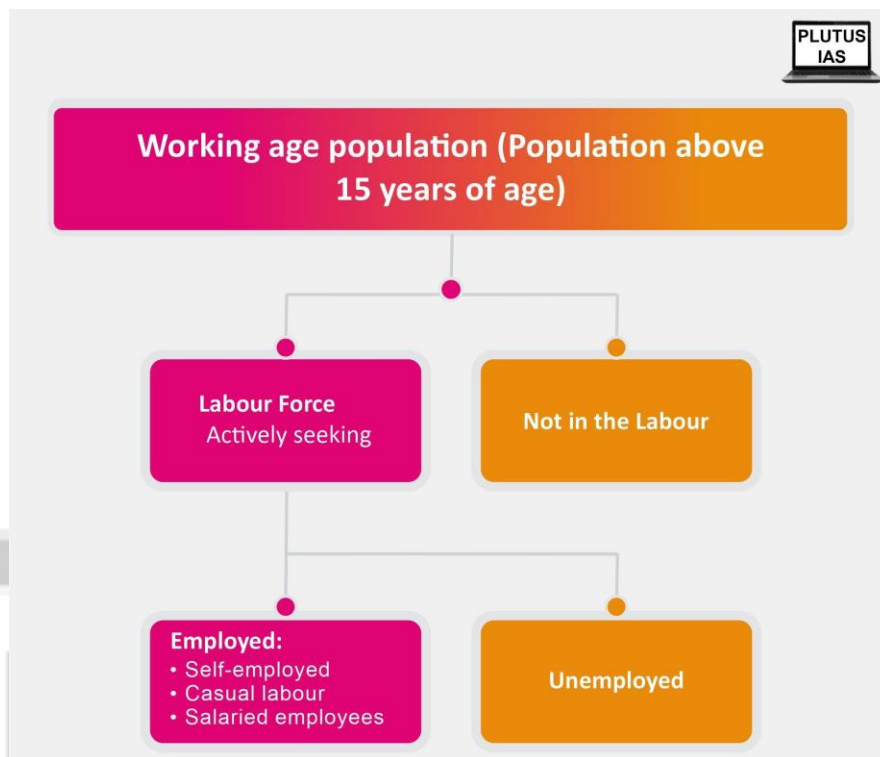 PLUTUS
IAS
Working age population (Population above
15 years of age)
Labour Force
Actively seeking
Not in the Labour
Employed:
• Self-employed
• Casual labour
• Salaried employees
Unemployed